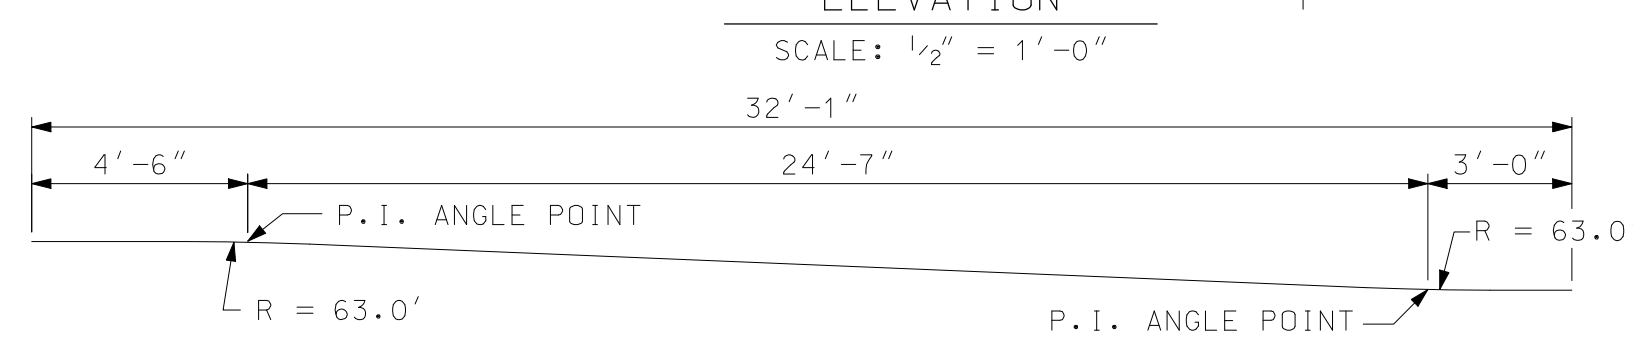 ELEVATION
SCALE: 1/2" = 1'-0"
32'-1"
4'-6"
24'-7"
3'-0"
P.I. ANGLE POINT
R = 63.0
R = 63.0'
P.I. ANGLE POINT